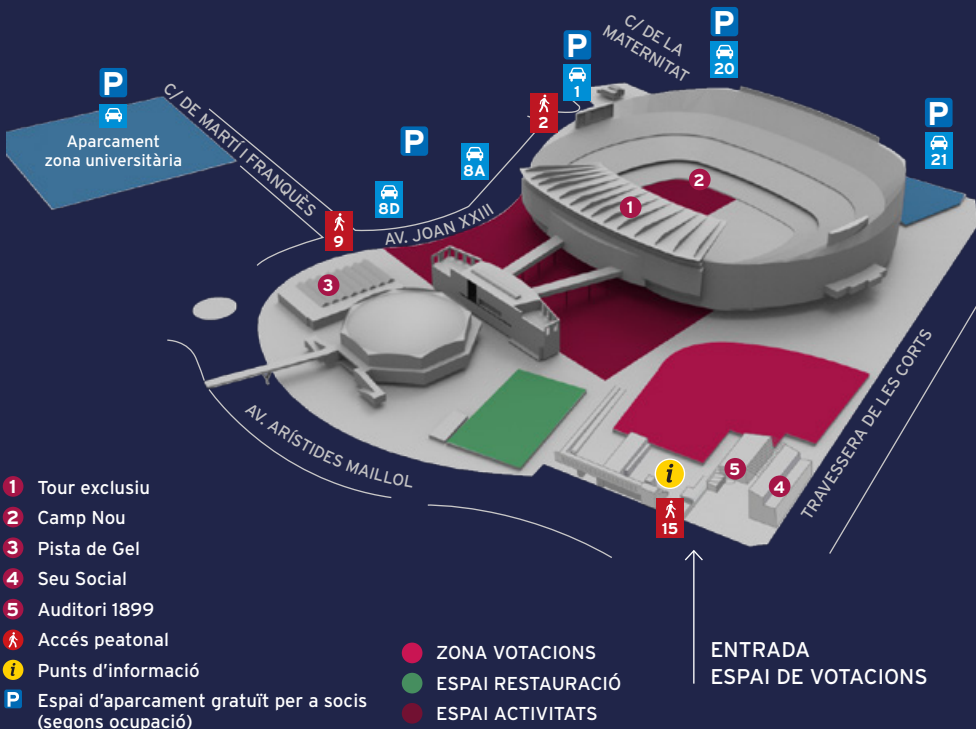 C/ DE LA
MATERNITAT
P
20
P
1
P
Aparcament
zona universitària
C/ DE MARTÍ I FRANQUÈS
2
P
21
P
8A
8D
9
AV. JOAN XXIII
2
1
3
AV. ARÍSTIDES MAILLOL
TRAVESSERA DE LES CORTS
i
15
5
4
1 Tour exclusiu
2 Camp Nou
3 Pista de Gel
4 Seu Social
5 Auditori 1899
Accés peatonal
i Punts d'informació
P Espai d'aparcament gratuït per a socis
(segons ocupació)
ZONA VOTACIONS
ESPAI RESTAURACIÓ
ESPAI ACTIVITATS
ENTRADA
ESPAI DE VOTACIONS